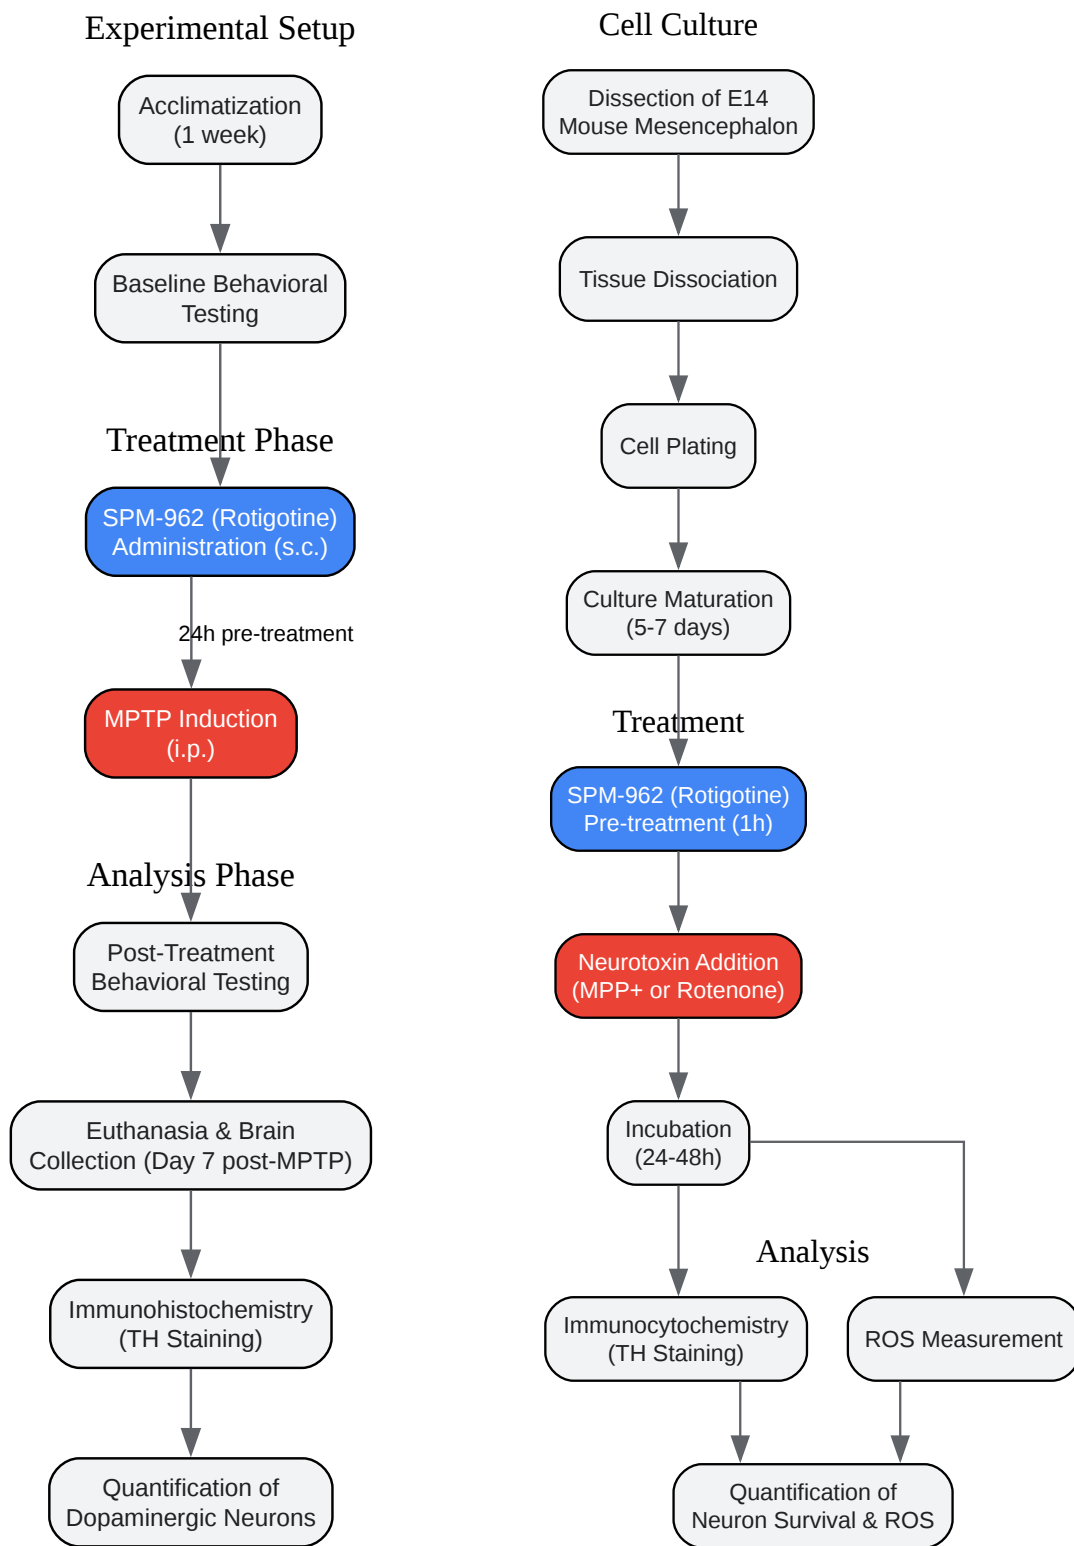 Experimental Setup
Acclimatization
(1 week)
Baseline Behavioral
Testing
Treatment Phase
SPM-962 (Rotigotine)
Administration (s.c.)
24h pre-treatment
MPTP Induction
(i.p.)
Analysis Phase
Post-Treatment
Behavioral Testing
Euthanasia & Brain
Collection (Day 7 post-MPTP)
Immunohistochemistry
(TH Staining)
Quantification of
Dopaminergic Neurons
Cell Culture
Dissection of E14
Mouse Mesencephalon
Tissue Dissociation
Cell Plating
Culture Maturation
(5-7 days)
Treatment
SPM-962 (Rotigotine)
Pre-treatment (1h)
Neurotoxin Addition
(MPP+ or Rotenone)
Incubation
(24-48h)
Analysis
Immunocytochemistry
(TH Staining)
ROS Measurement
Quantification of
Neuron Survival & ROS